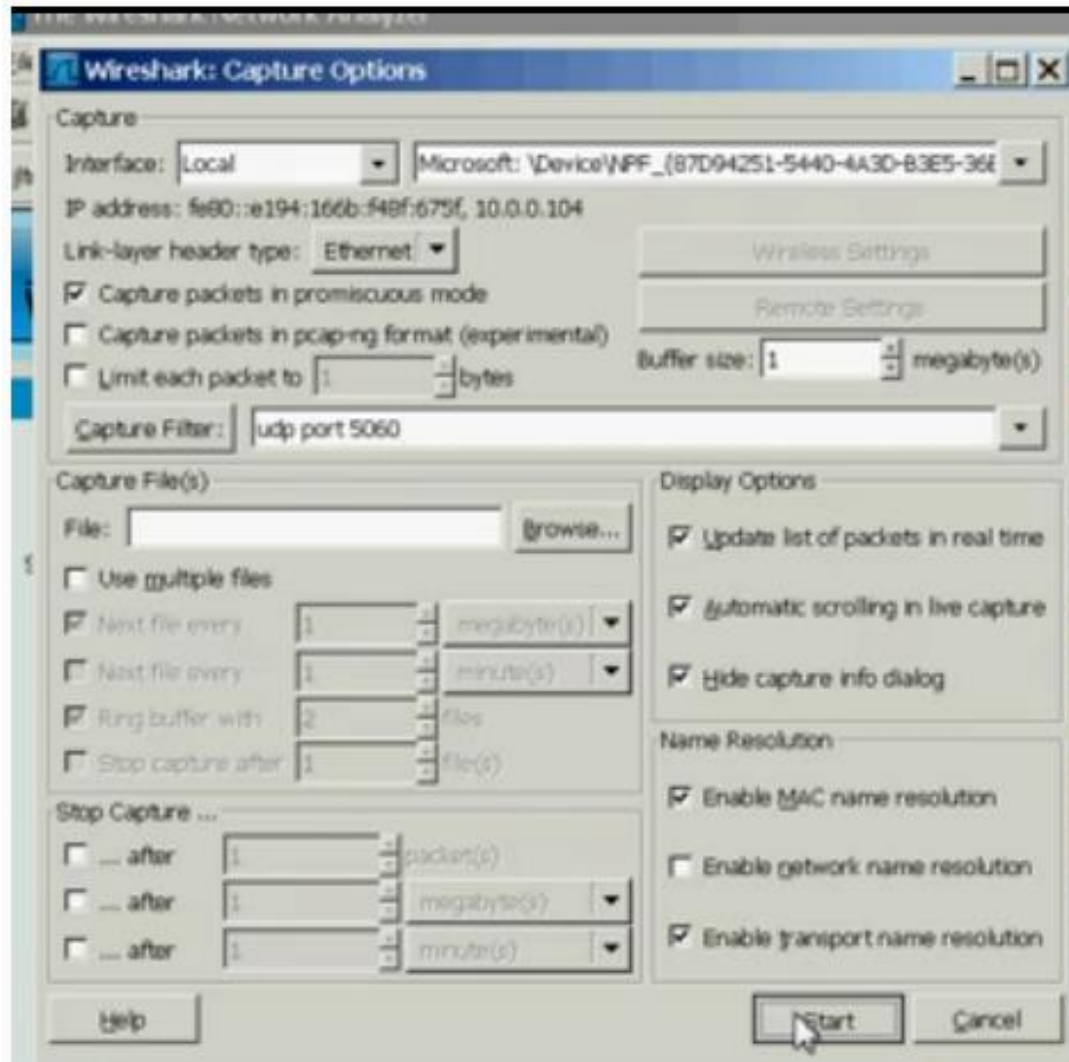 The Wireshark Network Analyzer
Wireshark: Capture Options
Capture
Interface: Local Microsoft: \Device\NPF_{87D94251-5440-4A3D-B3E5-36E
IP address: fe80::e194:166b:f48f:675f, 10.0.0.104
Link-layer header type: Ethernet Wireless Settings
Capture packets in promiscuous mode
Remote Settings
Capture packets in pcap-ng format (experimental)
Buffer size: 1 megabyte(s)
Limit each packet to 1 bytes
Capture Filter: udp port 5060
Capture File(s)
File: Browse...
Use multiple files
Next file every 1 megabyte(s)
Next file every 1 minute(s)
Ring buffer with 2 files
Stop capture after 1 file(s)
Display Options
Update list of packets in real time
Automatic scrolling in live capture
Hide capture info dialog
Stop Capture ...
... after 1 packet(s)
... after 1 megabyte(s)
... after 1 minute(s)
Name Resolution
Enable MAC name resolution
Enable network name resolution
Enable transport name resolution
Help Start Cancel